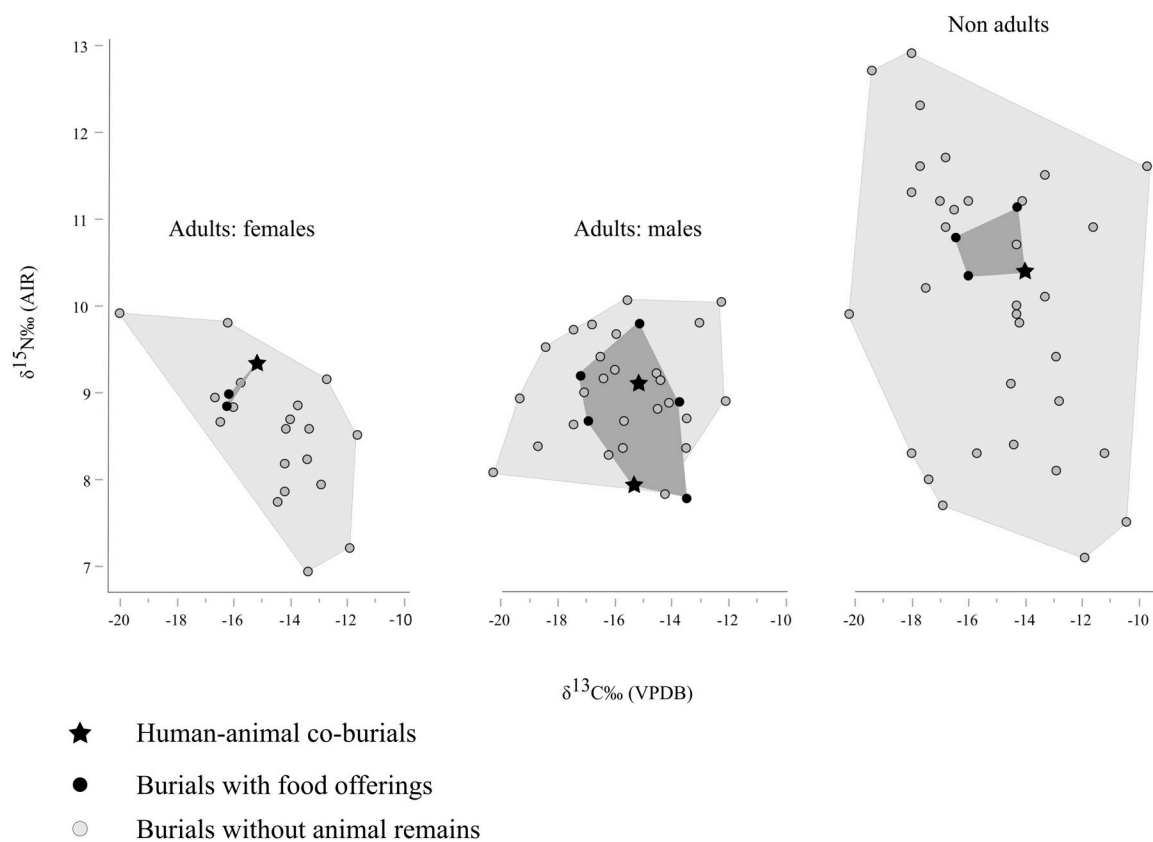 Non adults
13
12
11
10
9
8
7
δ15N‰ (AIR)
Adults: females
Adults: males
-20 -18 -16 -14 -12 -10
-20 -18 -16 -14 -12 -10
-20 -18 -16 -14 -12 -10
δ13C‰ (VPDB)
Human-animal co-burials
Burials with food offerings
Burials without animal remains